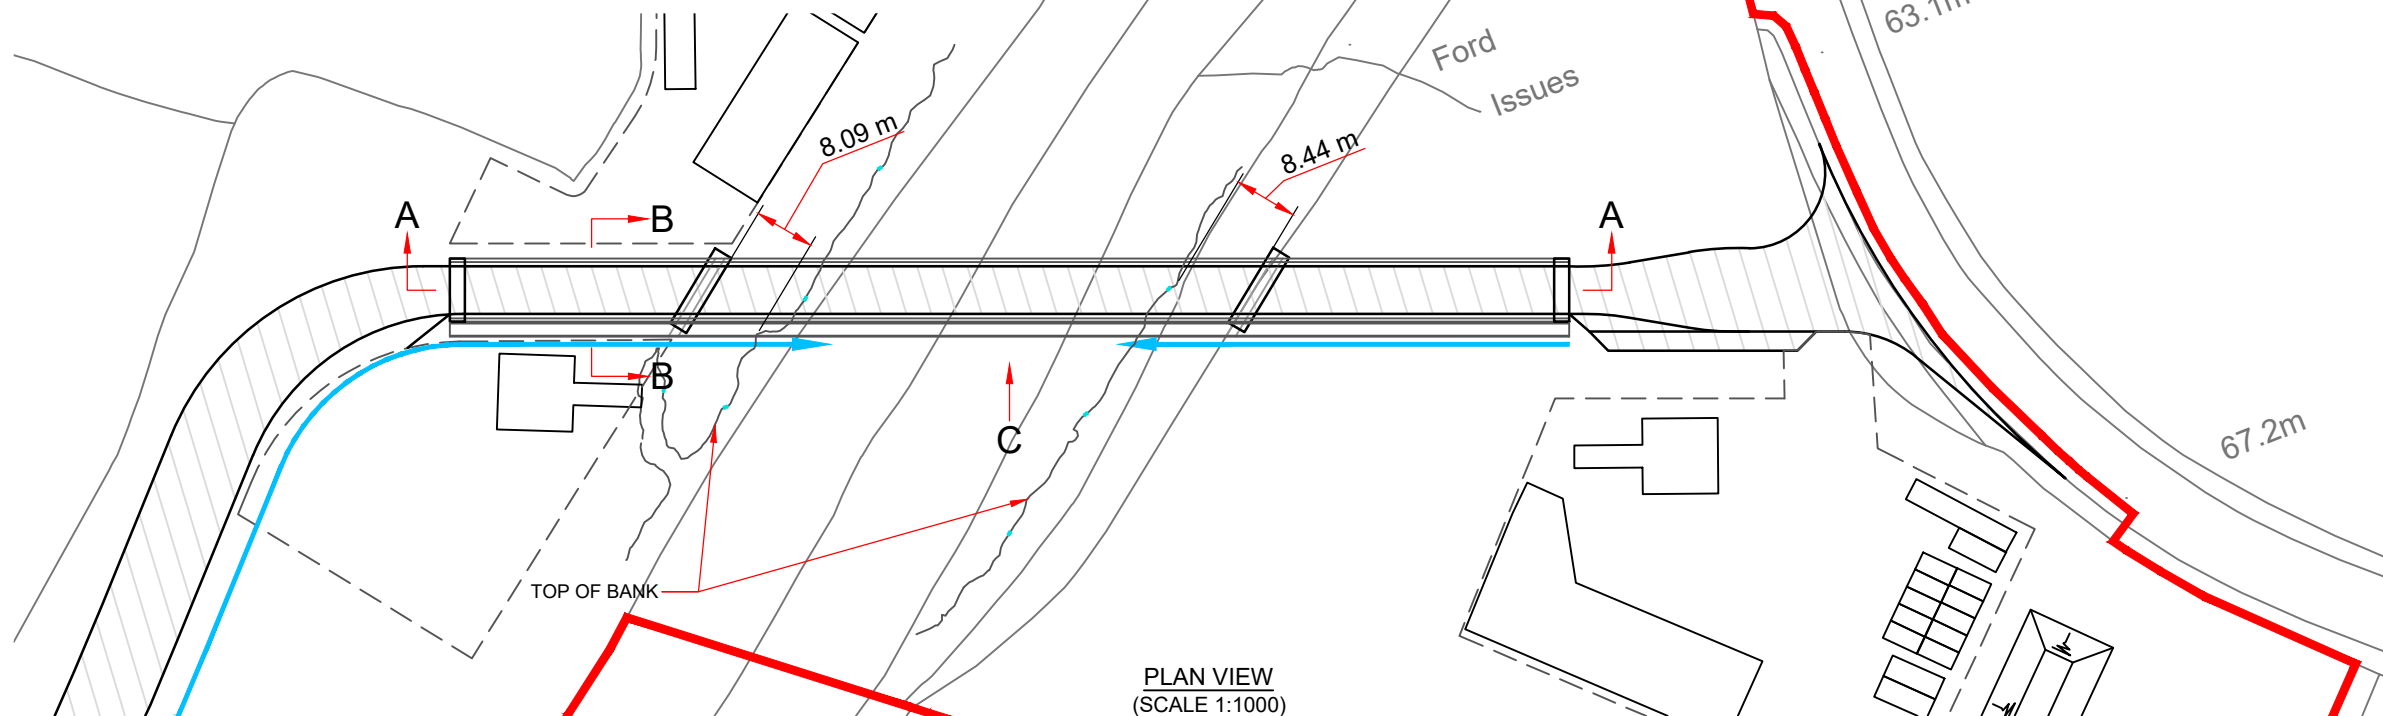 63.1m
Ford
Issues
8.09 m
8.44 m
A
B
A
B
C
67.2m
TOP OF BANK
PLAN VIEW
(SCALE 1:1000)